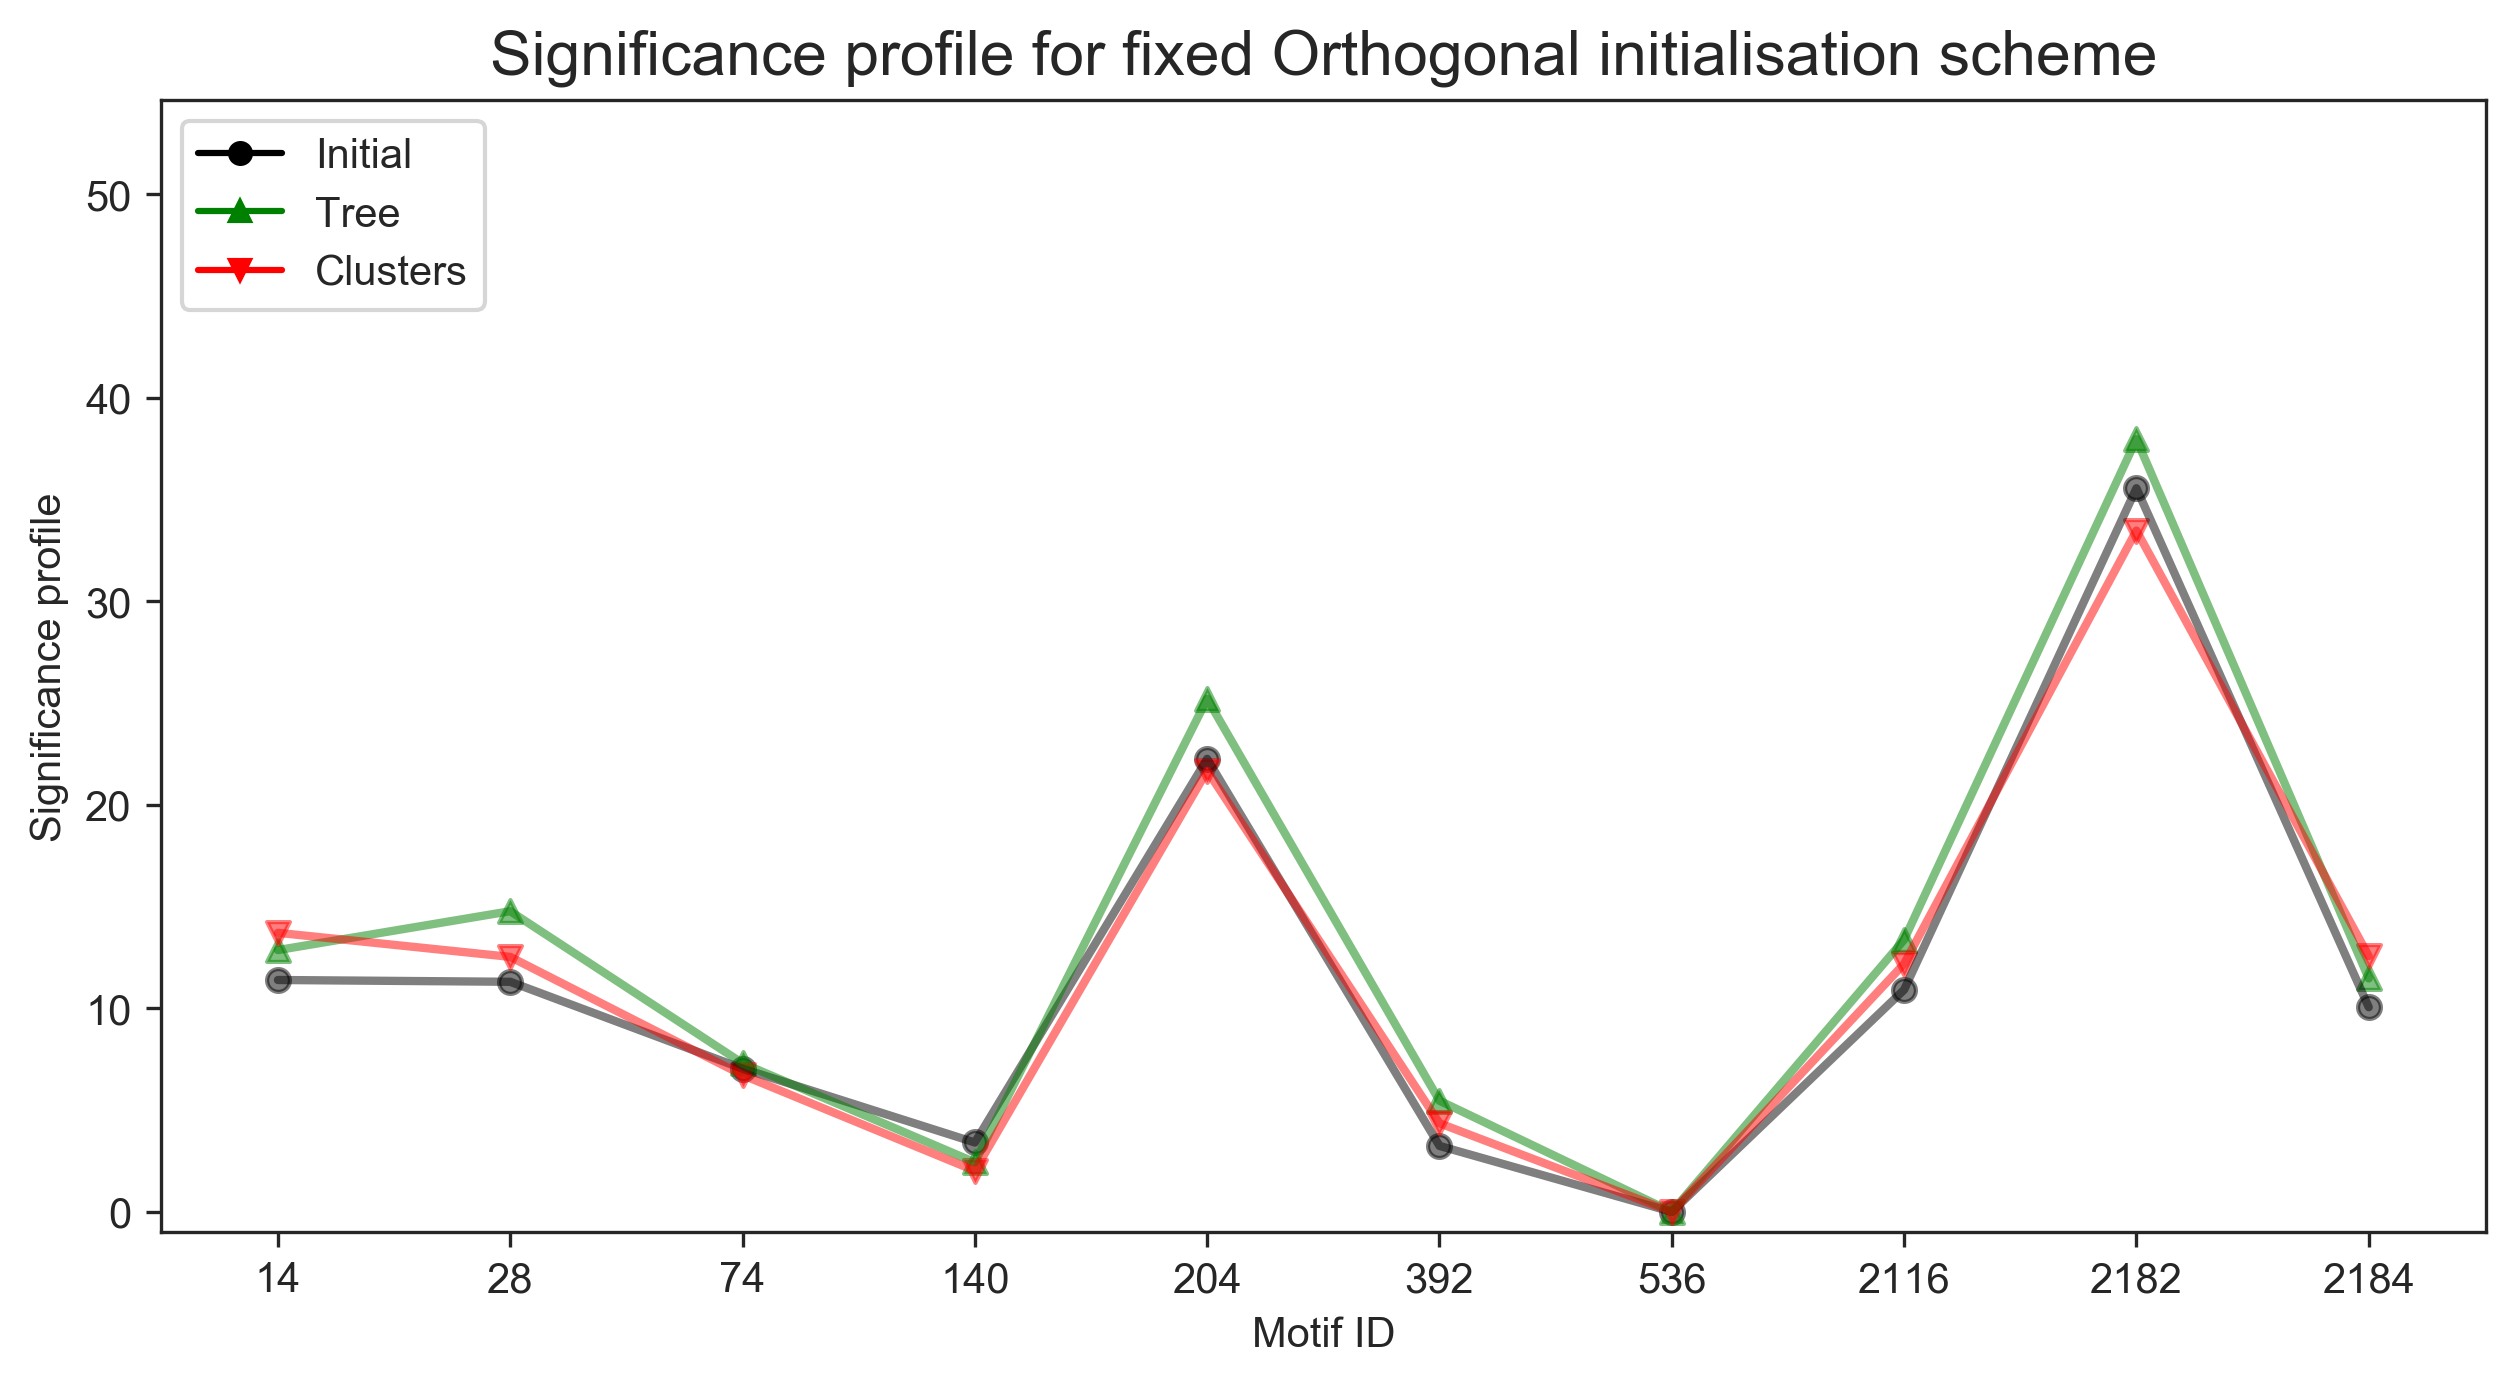 Significance profile for fixed Orthogonal initialisation scheme
Initial
Tree
Clusters
50
40
30
20
10
0
Significance profile
14 28 74 140 204 392 536 2116 2182 2184
Motif ID